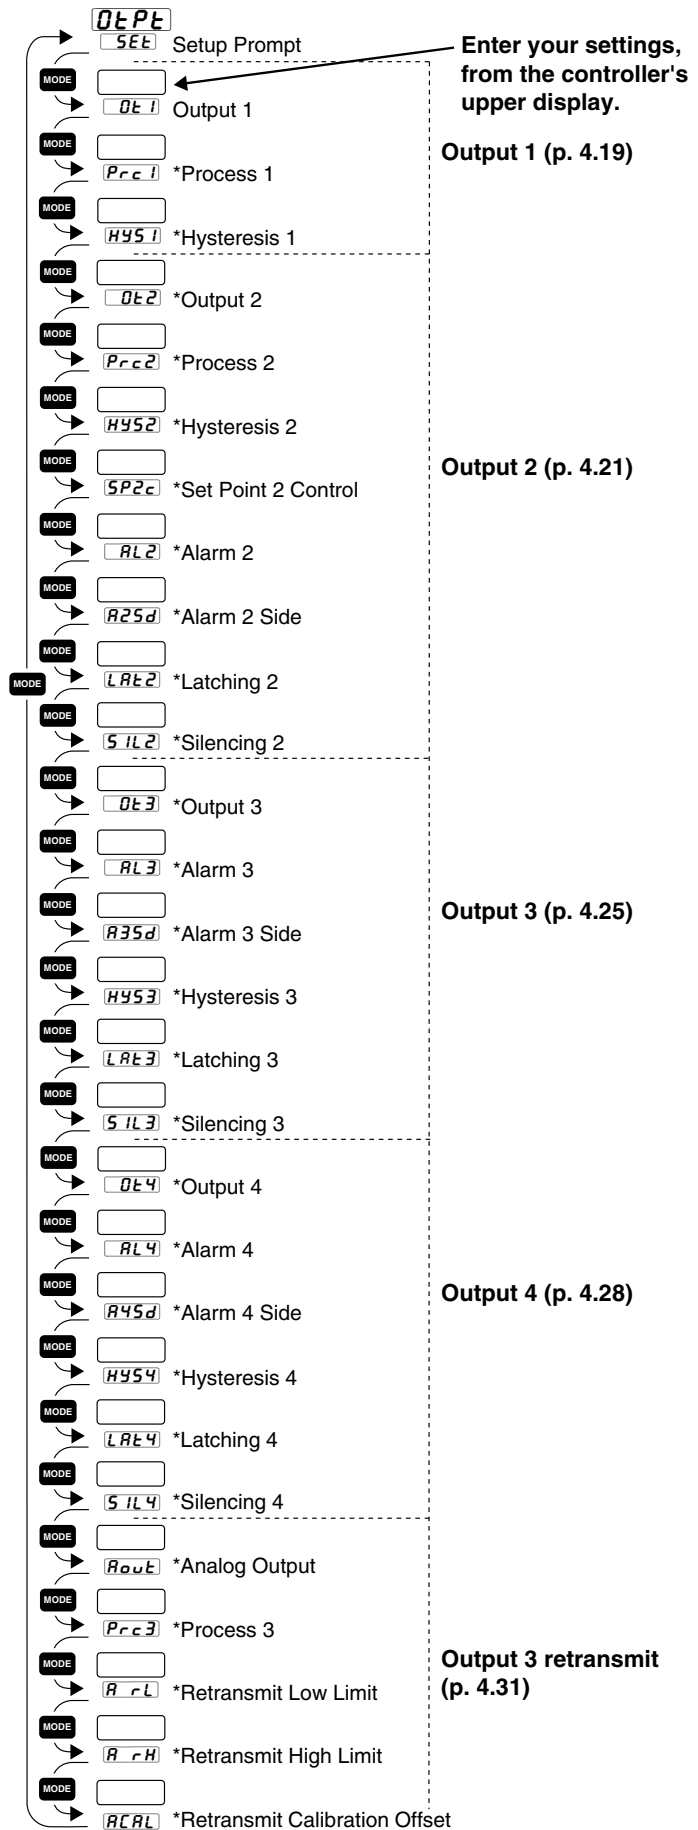 OtPt
SEt Setup Prompt
Enter your settings,
from the controller's
upper display.
MODE
Ot1 Output 1
Output 1 (p. 4.19)
MODE
Prc1 *Process 1
MODE
HYS1 *Hysteresis 1
MODE
Ot2 *Output 2
MODE
Prc2 *Process 2
MODE
HYS2 *Hysteresis 2
MODE
Output 2 (p. 4.21)
SP2c *Set Point 2 Control
MODE
AL2 *Alarm 2
MODE
A2Sd *Alarm 2 Side
MODE
LAt2 *Latching 2
MODE
MODE
SIL2 *Silencing 2
MODE
Ot3 *Output 3
MODE
AL3 *Alarm 3
MODE
Output 3 (p. 4.25)
A3Sd *Alarm 3 Side
MODE
HYS3 *Hysteresis 3
MODE
LAt3 *Latching 3
MODE
SIL3 *Silencing 3
MODE
Ot4 *Output 4
MODE
AL4 *Alarm 4
MODE
Output 4 (p. 4.28)
A4Sd *Alarm 4 Side
MODE
HYS4 *Hysteresis 4
MODE
LAt4 *Latching 4
MODE
SIL4 *Silencing 4
MODE
Aout *Analog Output
MODE
Prc3 *Process 3
MODE
Output 3 retransmit
(p. 4.31)
A rL *Retransmit Low Limit
MODE
A rH *Retransmit High Limit
MODE
ACAL *Retransmit Calibration Offset